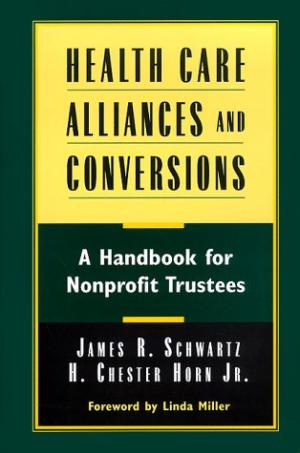 HEALTH CARE
ALLIANCES AND
CONVERSIONS
A Handbook for
Nonprofit Trustees
JAMES R. SCHWARTZ
H. CHESTER HORN JR.
Foreword by Linda Miller